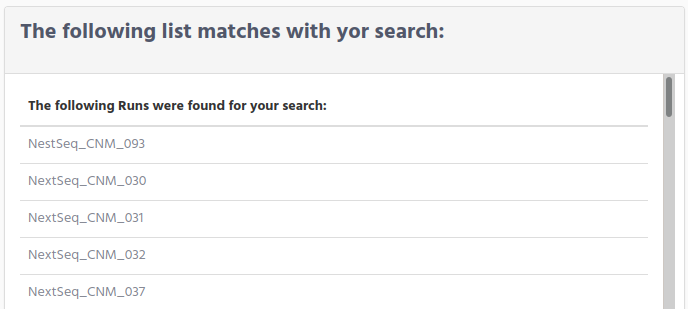 The following list matches with yor search:
The following Runs were found for your search:
NestSeq_CNM_093
NextSeq_CNM_030
NextSeq_CNM_031
NextSeq_CNM_032
NextSeq_CNM_037